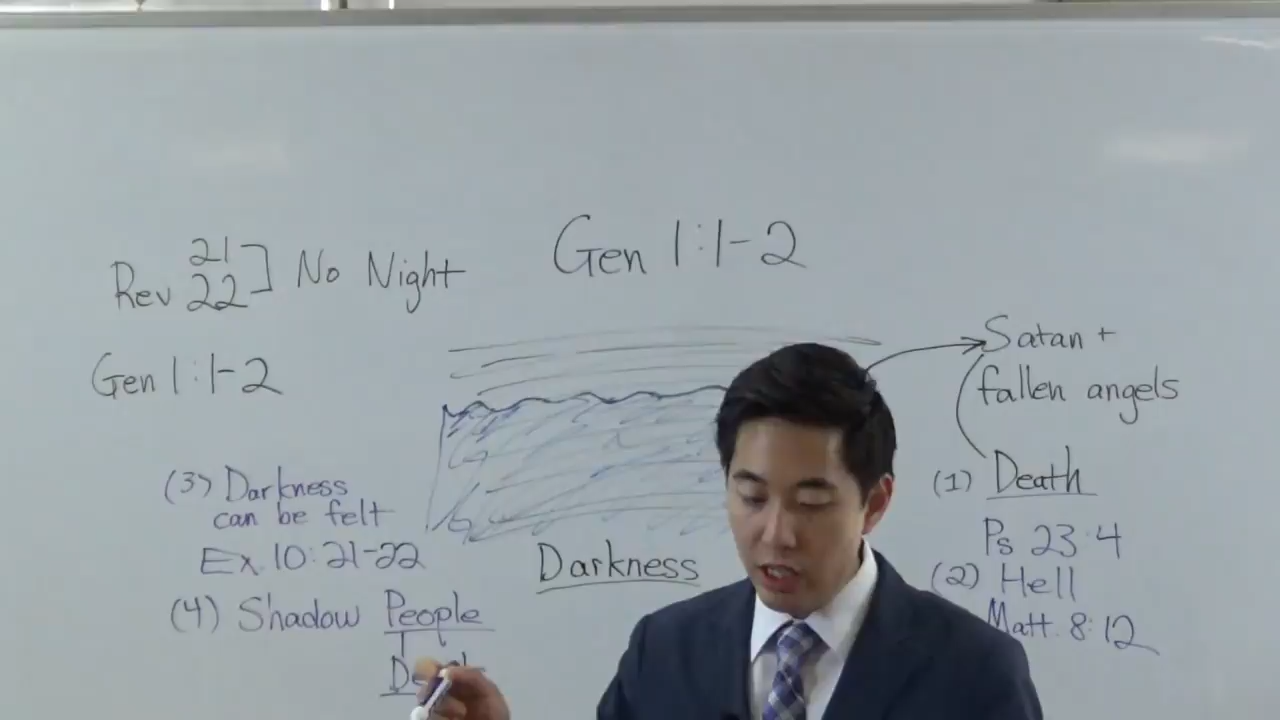 Gen 1:1-2
21
Rev 22 ] No Night
Gen 1:1-2
Satan +
fallen angels
(1) Death
Ps 23:4
(2) Hell
Matt. 8:12
(3) Darkness
can be felt
Ex. 10:21-22
(4) Shadow People
Darkness